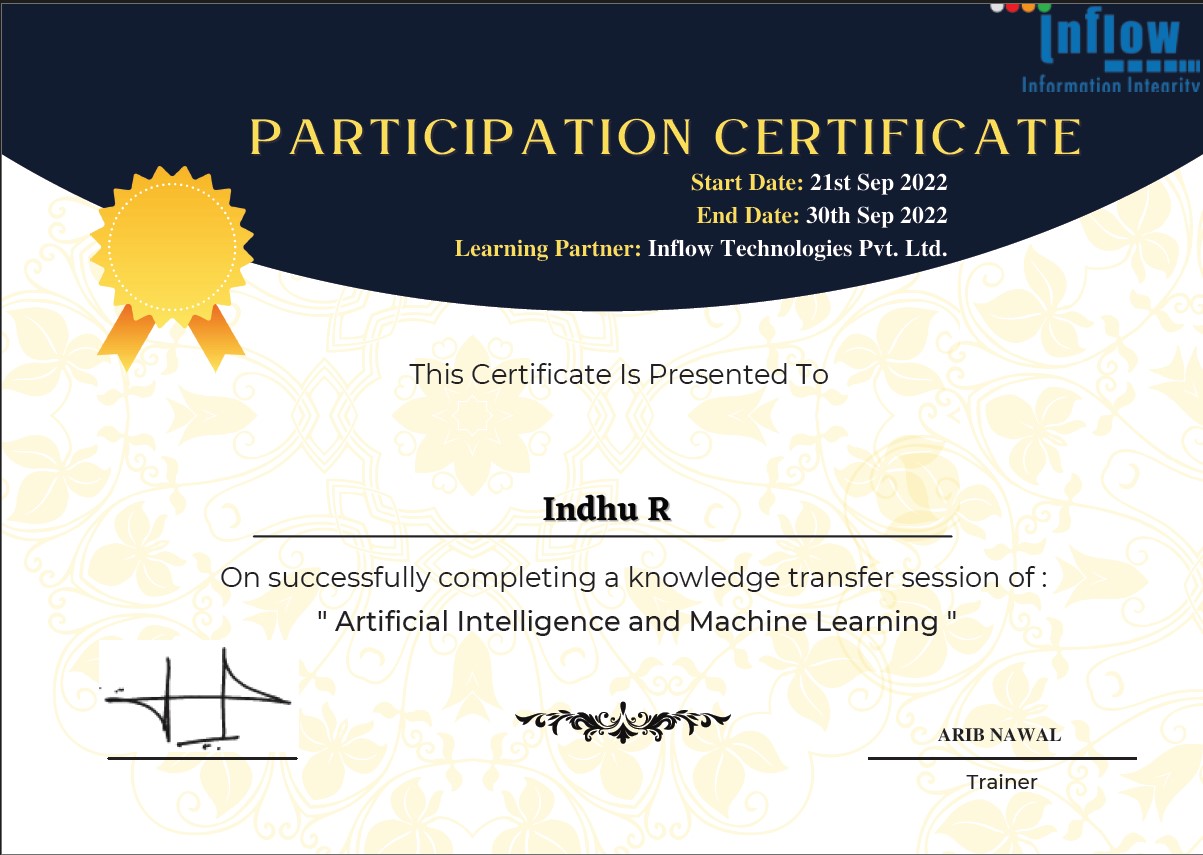 inflow
Information Integrity
PARTICIPATION CERTIFICATE
Start Date: 21st Sep 2022
End Date: 30th Sep 2022
Learning Partner: Inflow Technologies Pvt. Ltd.
This Certificate Is Presented To
Indhu R
On successfully completing a knowledge transfer session of :
" Artificial Intelligence and Machine Learning "
ARIB NAWAL
Trainer